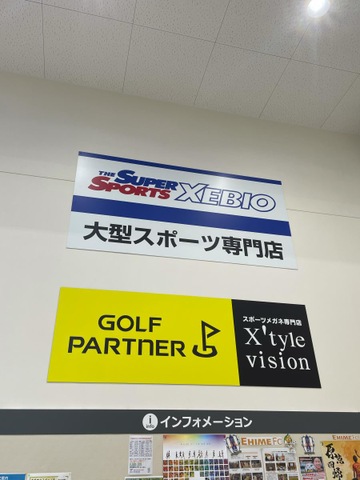 THE SUPER
SPORTS XEBIO
大型スポーツ専門店
GOLF
PARTNER
スポーツメガネ専門店
X'tyle
vision
i
インフォメーション
EHIME FC
EHIME FC